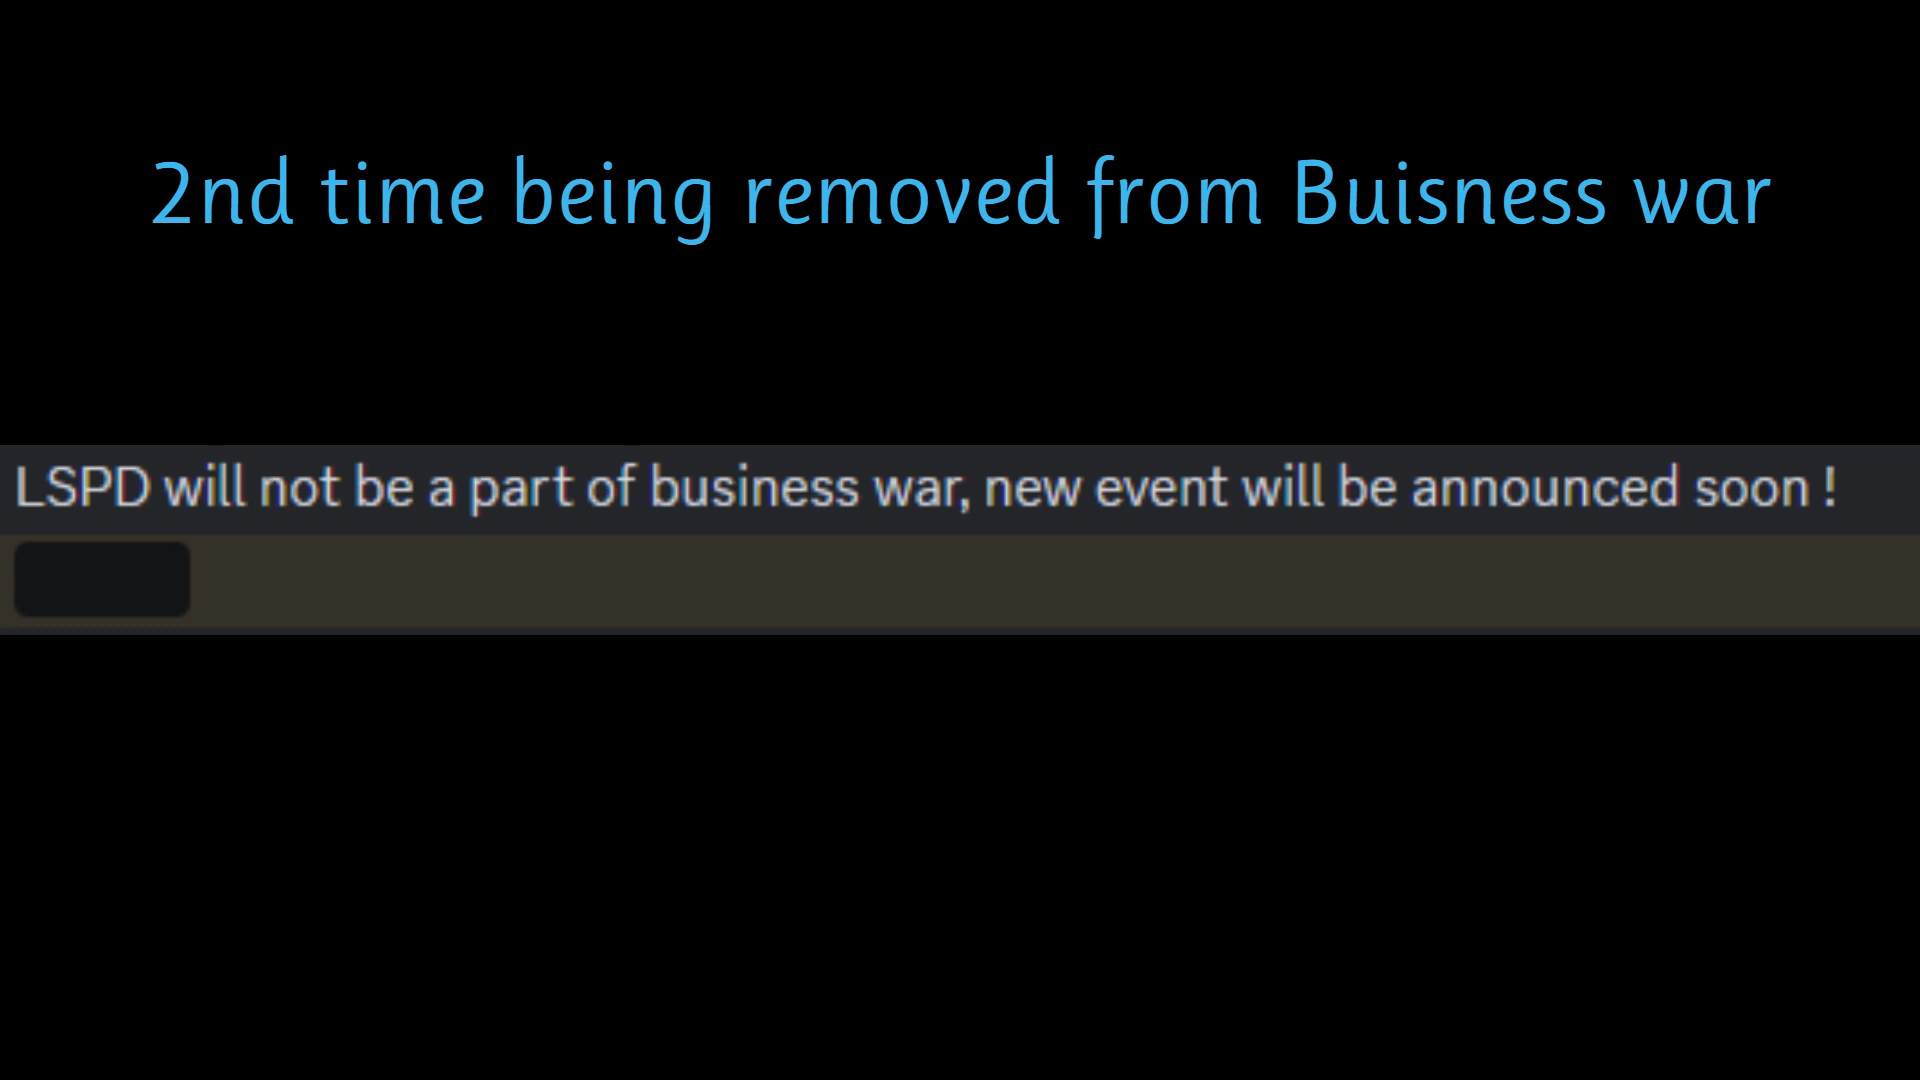 2nd time being removed from Buisness war
LSPD will not be a part of business war, new event will be announced soon !